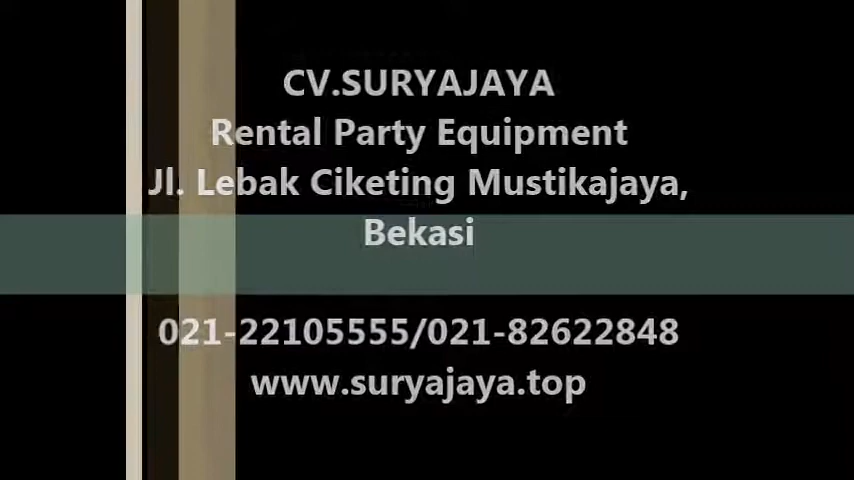 CV.SURYAJAYA
Rental Party Equipment
Jl. Lebak Ciketing Mustikajaya,
Bekasi
021-22105555/021-82622848
www.suryajaya.top